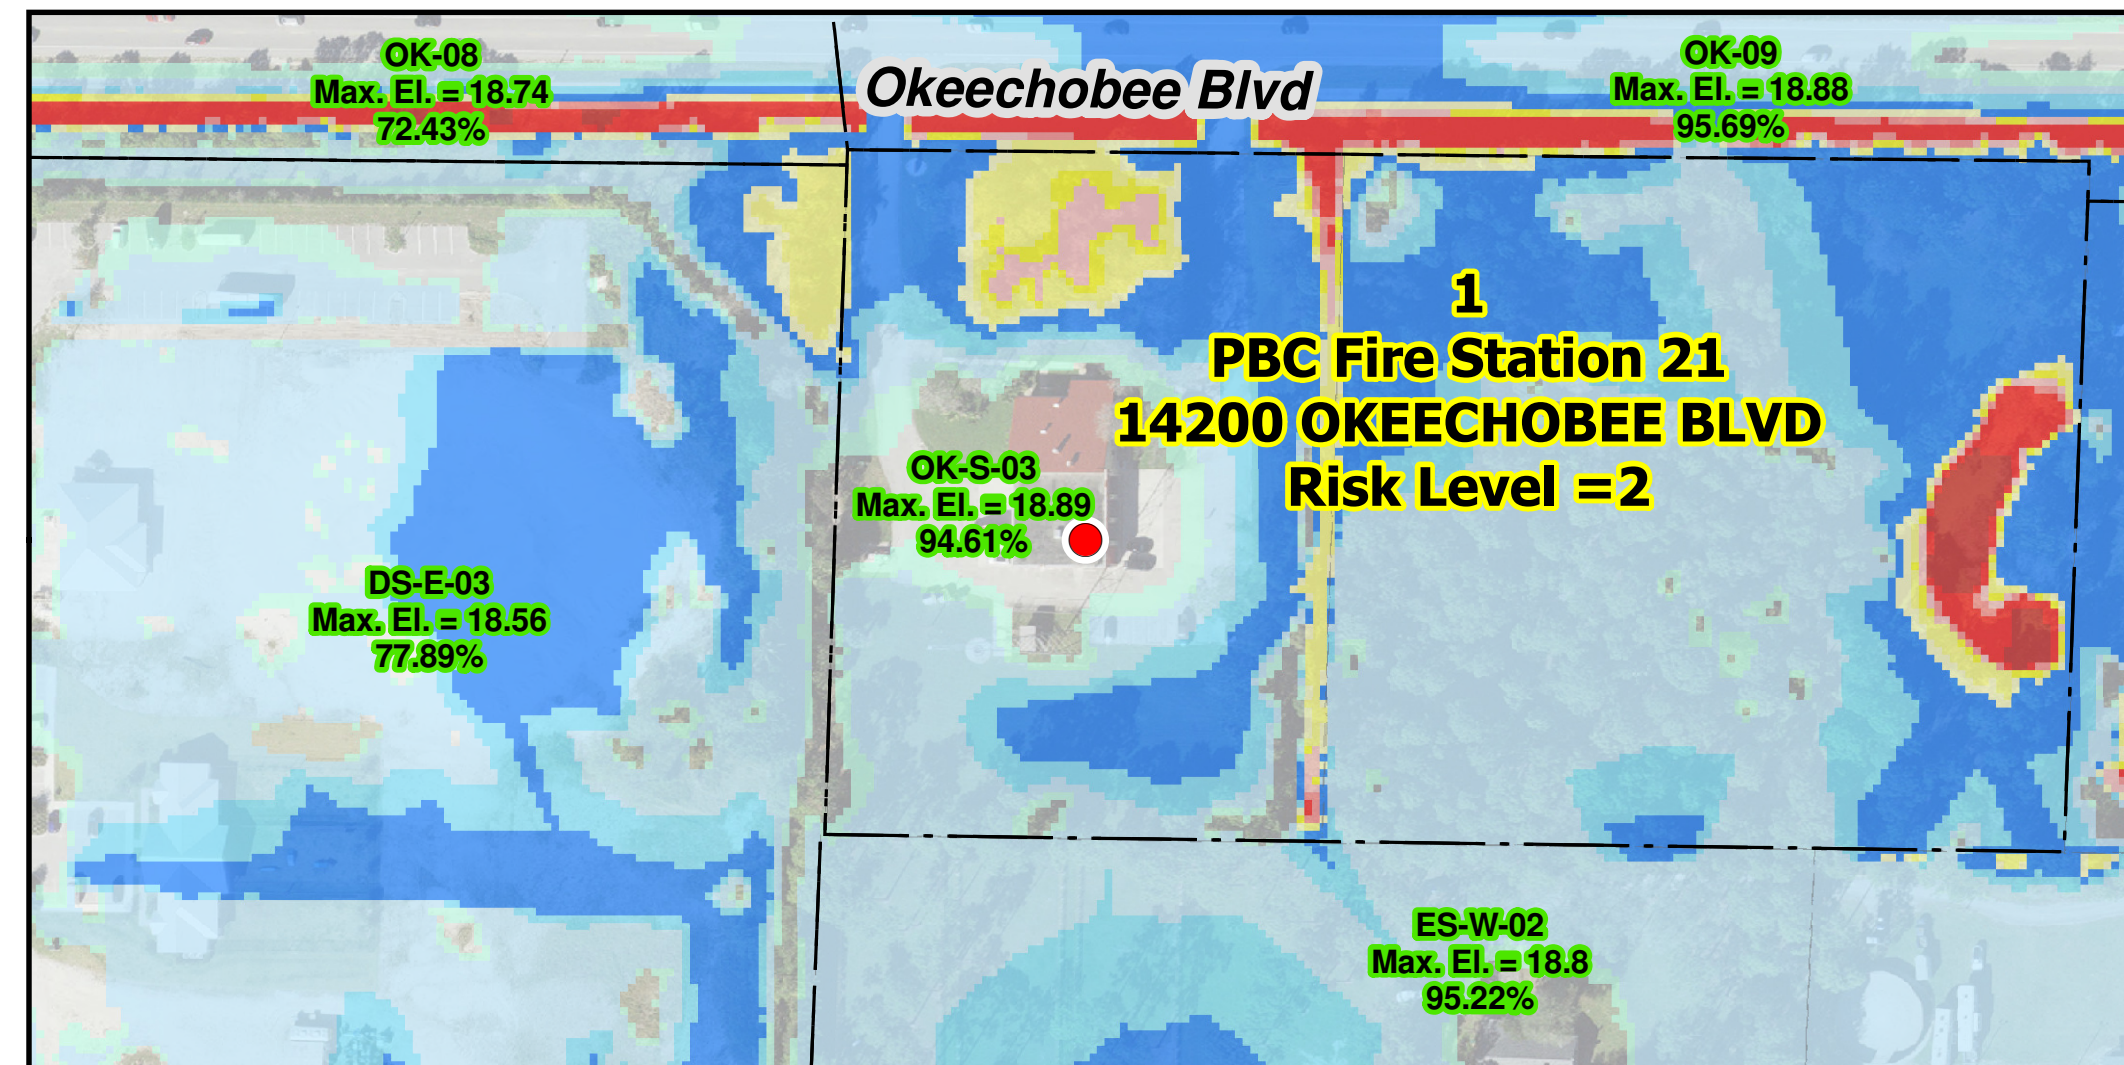 OK-08
Max. El. = 18.74
72.43%
Okeechobee Blvd
OK-09
Max. El. = 18.88
95.69%
1
PBC Fire Station 21
14200 OKEECHOBEE BLVD
Risk Level =2
OK-S-03
Max. El. = 18.89
94.61%
DS-E-03
Max. El. = 18.56
77.89%
ES-W-02
Max. El. = 18.8
95.22%